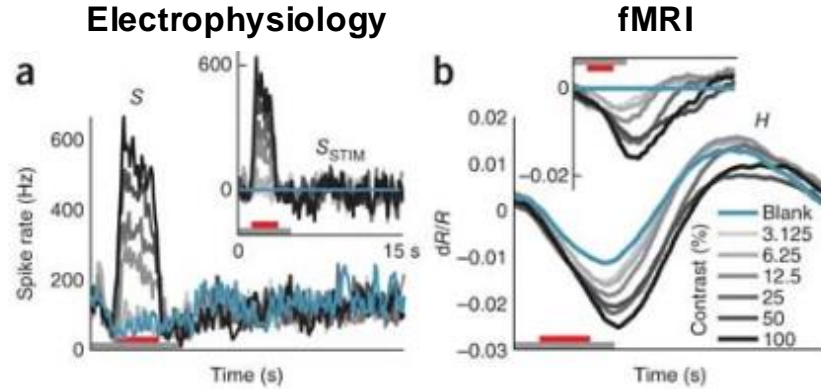 Electrophysiology
fMRI
a
S
600
400
200
0
Spike rate (Hz)
Time (s)
600
0
S_STIM
0
15 s
b
0
−0.02
H
0.02
0.01
0
−0.01
−0.02
−0.03
dR/R
Time (s)
Contrast (%)
Blank
3.125
6.25
12.5
25
50
100